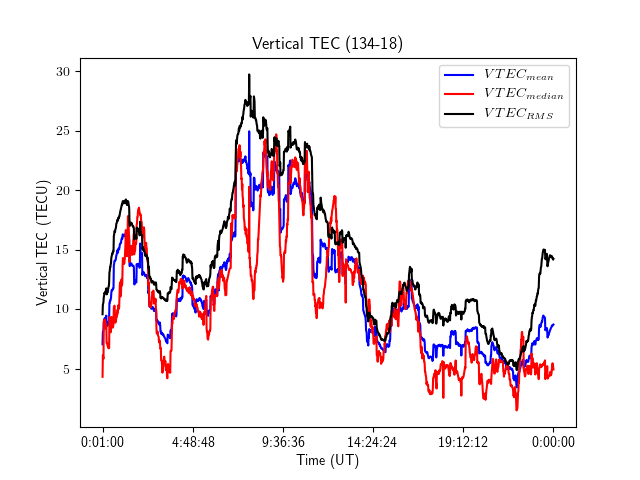 Vertical TEC (134-18)
VTEC_mean
VTEC_median
VTEC_RMS
Vertical TEC (TECU)
30
25
20
15
10
5
0:01:00 4:48:48 9:36:36 14:24:24 19:12:12 0:00:00
Time (UT)